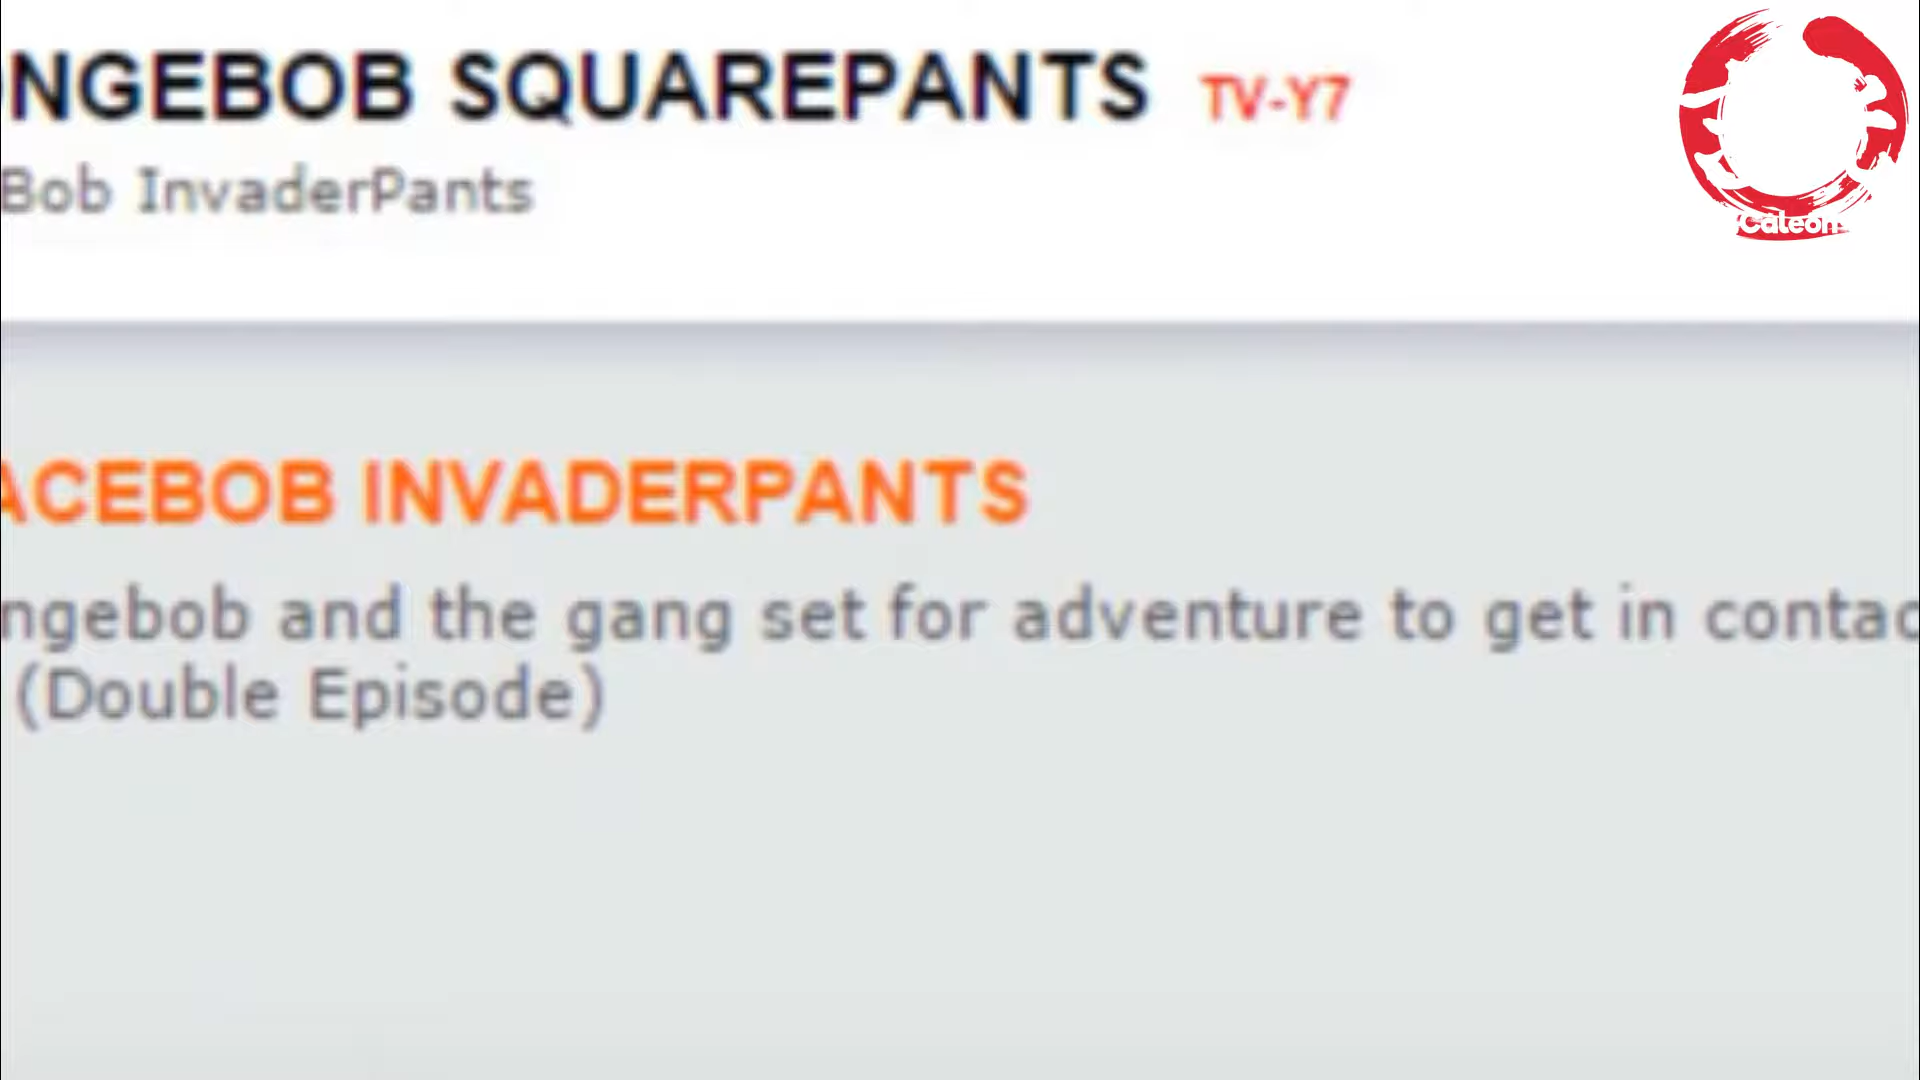 NGEBOB SQUAREPANTS TV-Y7
Bob InvaderPants
ACEBOB INVADERPANTS
ngebob and the gang set for adventure to get in contac
(Double Episode)
Caleon